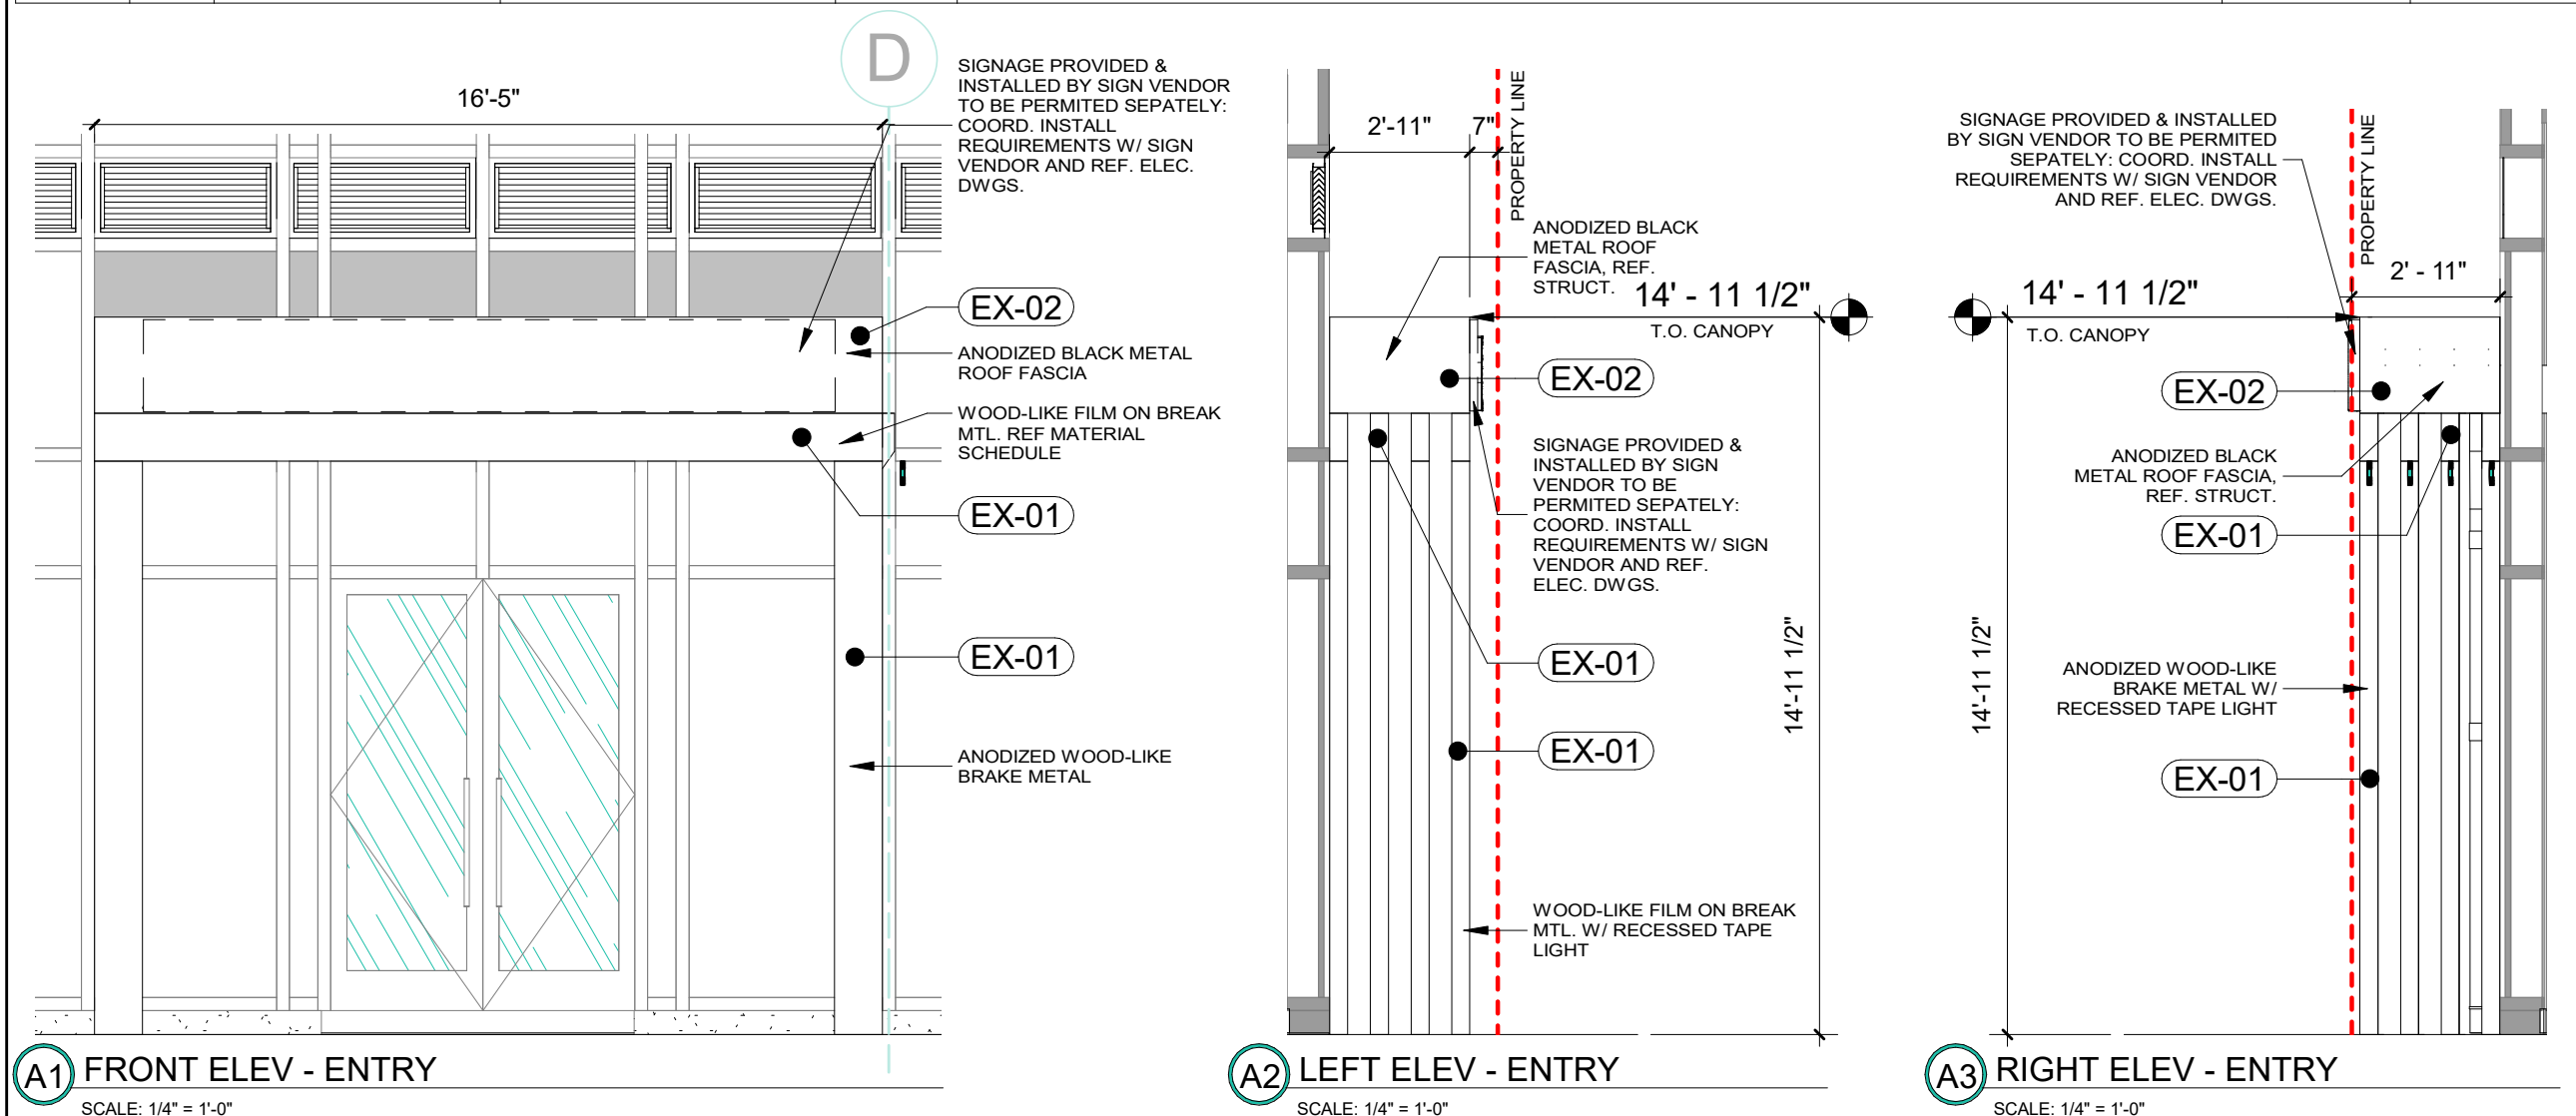 16'-5"
D
SIGNAGE PROVIDED &
INSTALLED BY SIGN VENDOR
TO BE PERMITED SEPATELY:
COORD. INSTALL
REQUIREMENTS W/ SIGN
VENDOR AND REF. ELEC.
DWGS.
EX-02
ANODIZED BLACK METAL
ROOF FASCIA
WOOD-LIKE FILM ON BREAK
MTL. REF MATERIAL
SCHEDULE
EX-01
EX-01
ANODIZED WOOD-LIKE
BRAKE METAL
A1 FRONT ELEV - ENTRY
SCALE: 1/4" = 1'-0"
2'-11"
7"
PROPERTY LINE
ANODIZED BLACK
METAL ROOF
FASCIA, REF.
STRUCT.
14' - 11 1/2"
T.O. CANOPY
EX-02
SIGNAGE PROVIDED &
INSTALLED BY SIGN
VENDOR TO BE
PERMITED SEPATELY:
COORD. INSTALL
REQUIREMENTS W/ SIGN
VENDOR AND REF.
ELEC. DWGS.
EX-01
14'-11 1/2"
EX-01
WOOD-LIKE FILM ON BREAK
MTL. W/ RECESSED TAPE
LIGHT
A2 LEFT ELEV - ENTRY
SCALE: 1/4" = 1'-0"
SIGNAGE PROVIDED & INSTALLED
BY SIGN VENDOR TO BE PERMITED
SEPATELY: COORD. INSTALL
REQUIREMENTS W/ SIGN VENDOR
AND REF. ELEC. DWGS.
PROPERTY LINE
2' - 11"
14' - 11 1/2"
T.O. CANOPY
EX-02
ANODIZED BLACK
METAL ROOF FASCIA,
REF. STRUCT.
EX-01
14'-11 1/2"
ANODIZED WOOD-LIKE
BRAKE METAL W/
RECESSED TAPE LIGHT
EX-01
A3 RIGHT ELEV - ENTRY
SCALE: 1/4" = 1'-0"